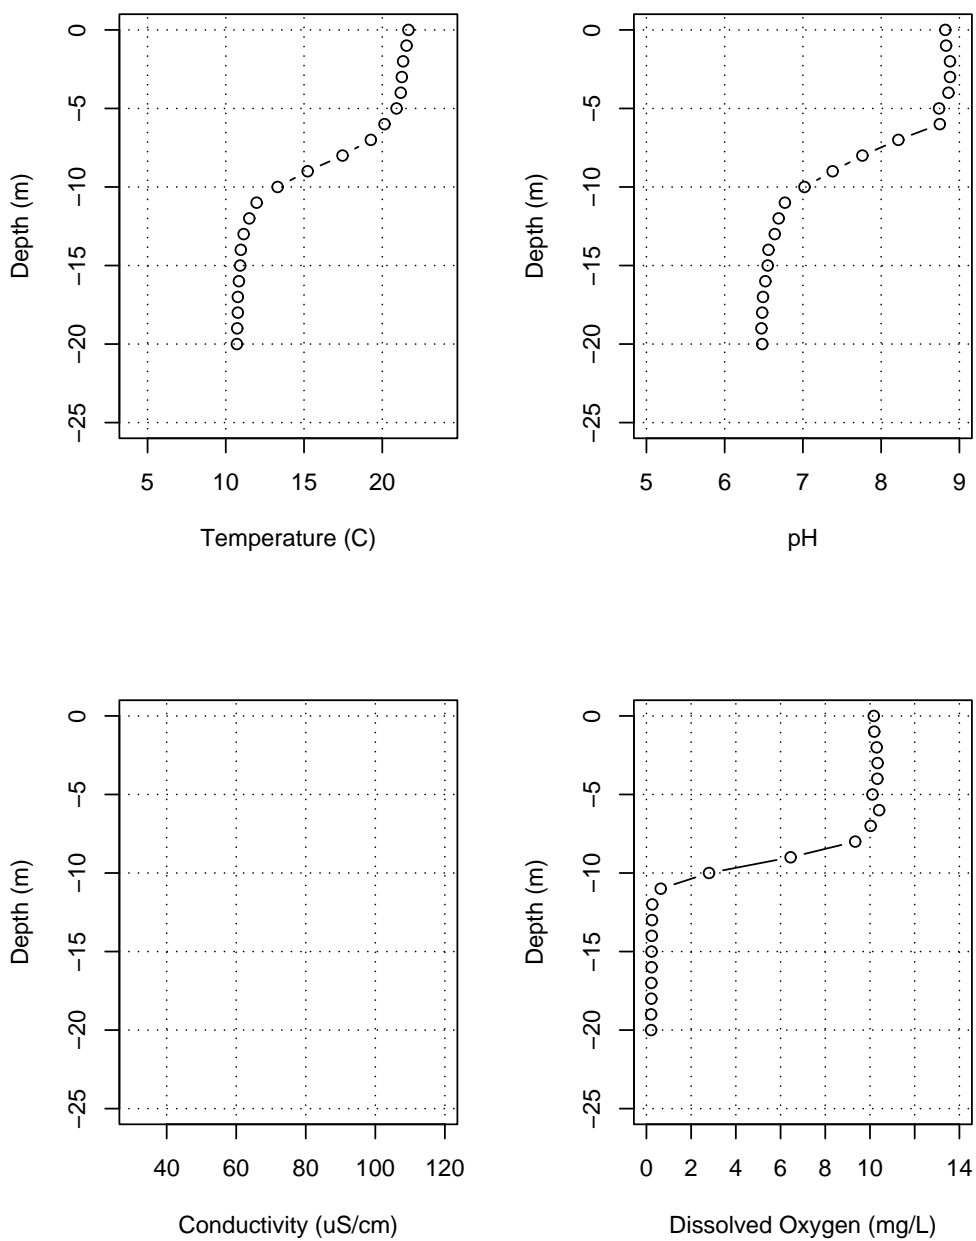 0
−5
−10
−15
−20
−25
Depth (m)
5 10 15 20
Temperature (C)
0
−5
−10
−15
−20
−25
Depth (m)
5 6 7 8 9
pH
0
−5
−10
−15
−20
−25
Depth (m)
40 60 80 100 120
Conductivity (uS/cm)
0
−5
−10
−15
−20
−25
Depth (m)
0 2 4 6 8 10 14
Dissolved Oxygen (mg/L)